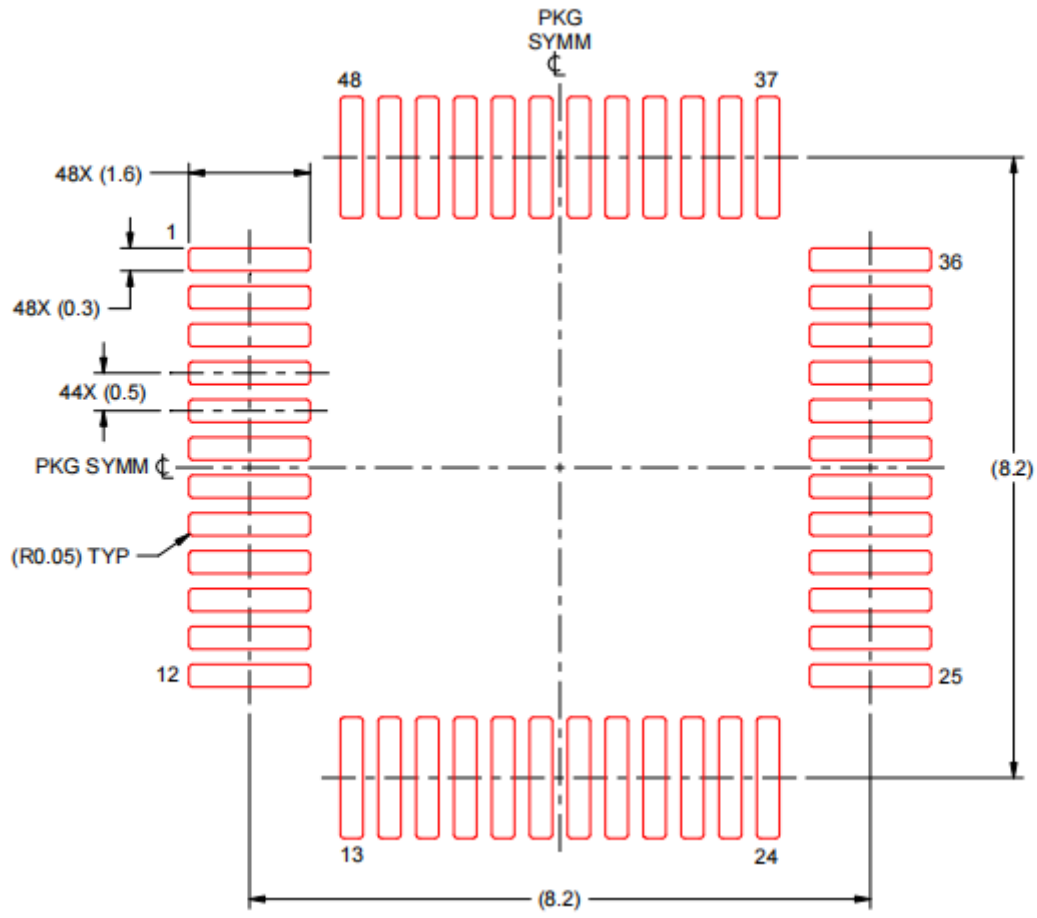 PKG
SYMM
℄
48
37
48X (1.6)
1
36
48X (0.3)
44X (0.5)
PKG SYMM ℄
(8.2)
(R0.05) TYP
12
25
13
24
(8.2)